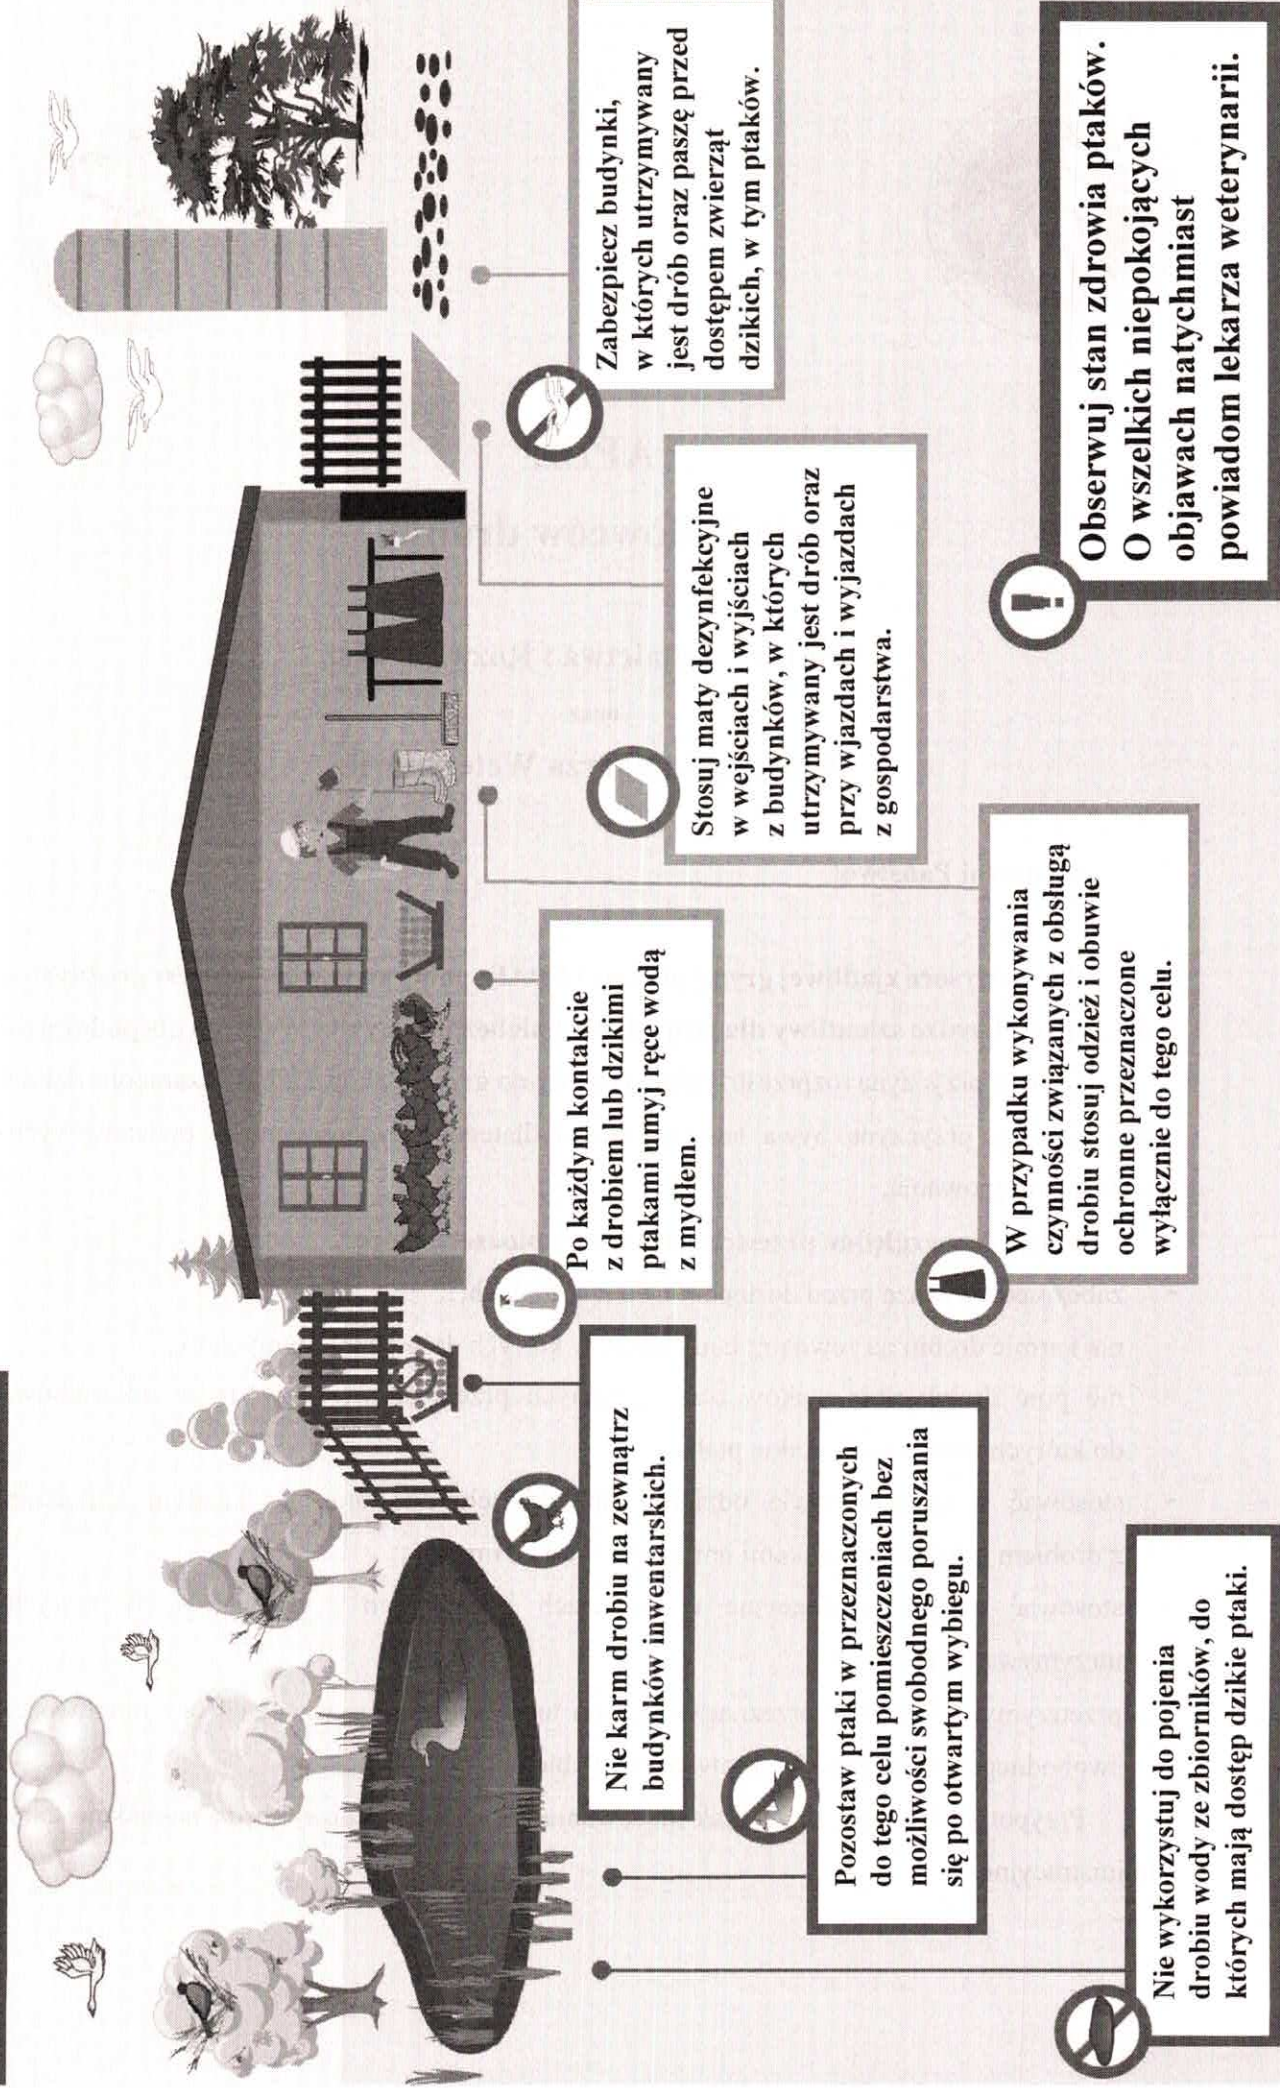 Nie wykorzystuj do pojenia
drobiu wody ze zbiorników, do
których mają dostęp dzikie ptaki.
Pozostaw ptaki w przeznaczonych
do tego celu pomieszczeniach bez
możliwości swobodnego poruszania
się po otwartym wybiegu.
Nie karm drobiu na zewnątrz
budynków inwentarskich.
Po każdym kontakcie
z drobiem lub dzikimi
ptakami umyj ręce wodą
z mydłem.
W przypadku wykonywania
czynności związanych z obsługą
drobiu stosuj odzież i obuwie
ochronne przeznaczone
wyłącznie do tego celu.
Stosuj maty dezynfekcyjne
w wejściach i wyjściach
z budynków, w których
utrzymywany jest drób oraz
przy wjazdach i wyjazdach
z gospodarstwa.
Zabezpiecz budynki,
w których utrzymywany
jest drób oraz paszę przed
dostępem zwierząt
dzikich, w tym ptaków.
Obserwuj stan zdrowia ptaków.
O wszelkich niepokojących
objawach natychmiast
powiadom lekarza weterynarii.